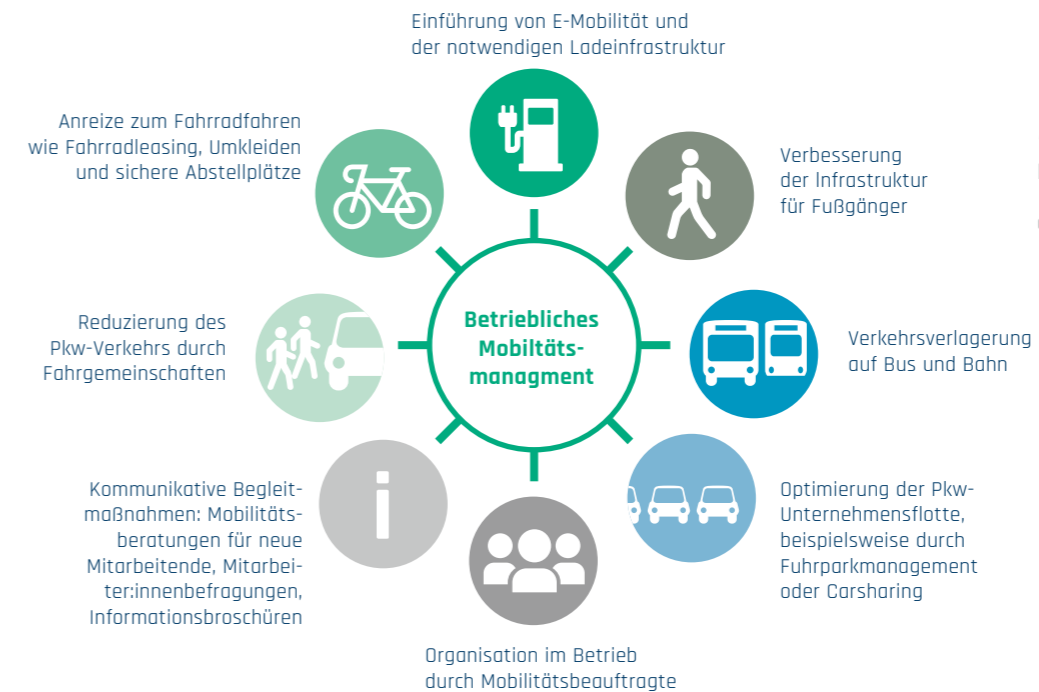 Einführung von E-Mobilität und
der notwendigen Ladeinfrastruktur
Anreize zum Fahrradfahren
wie Fahrradleasing, Umkleiden
und sichere Abstellplätze
Verbesserung
der Infrastruktur
für Fußgänger
Betriebliches
Mobiltäts-
managment
Reduzierung des
Pkw-Verkehrs durch
Fahrgemeinschaften
Verkehrsverlagerung
auf Bus und Bahn
Kommunikative Begleit-
maßnahmen: Mobilitäts-
beratungen für neue
Mitarbeitende, Mitarbei-
ter:innenbefragungen,
Informationsbroschüren
i
Optimierung der Pkw-
Unternehmensflotte,
beispielsweise durch
Fuhrparkmanagement
oder Carsharing
Organisation im Betrieb
durch Mobilitätsbeauftragte